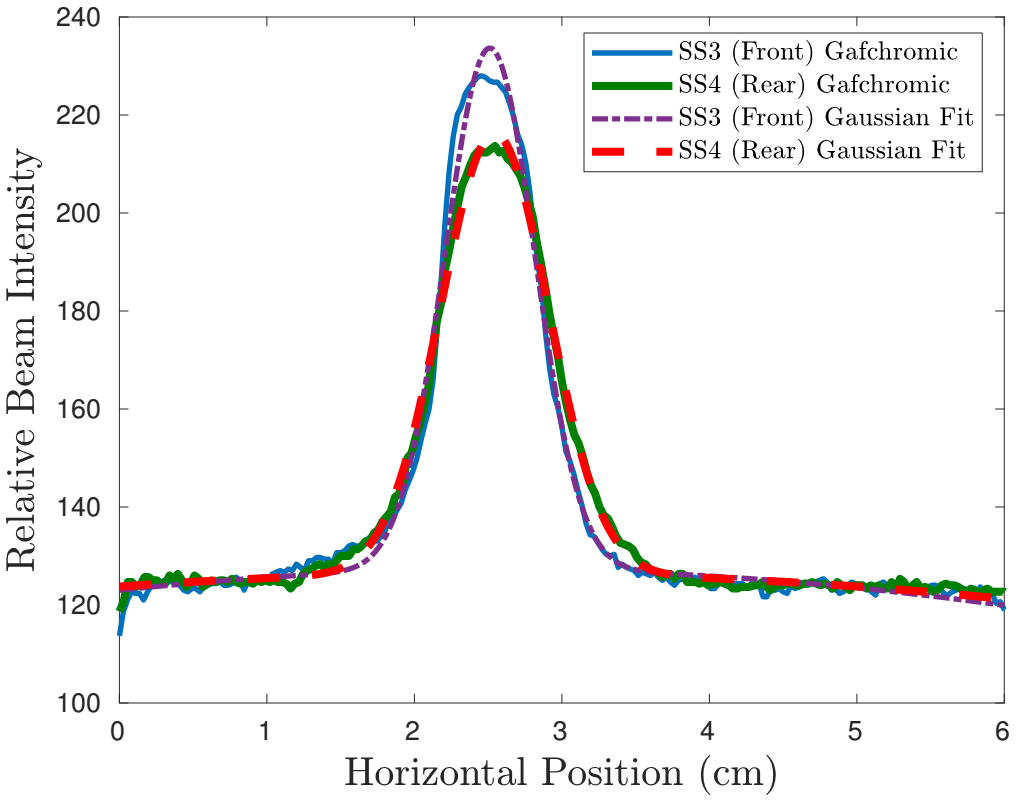 240
220
200
180
160
140
120
100
0
1
2
3
4
5
6
Relative Beam Intensity
Horizontal Position (cm)
SS3 (Front) Gafchromic
SS4 (Rear) Gafchromic
SS3 (Front) Gaussian Fit
SS4 (Rear) Gaussian Fit